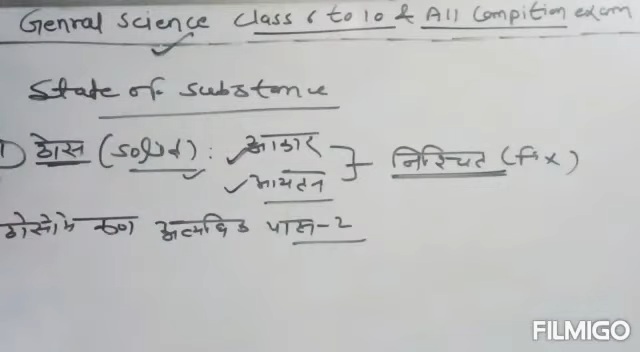 Genral science class 6 to 10 & All Compition exam
State of substance
1) ठोस (solid) : आकार } निश्चित (fix)
आयतन
ठोसोमे कण अत्यधिक पास-2
FILMIGO